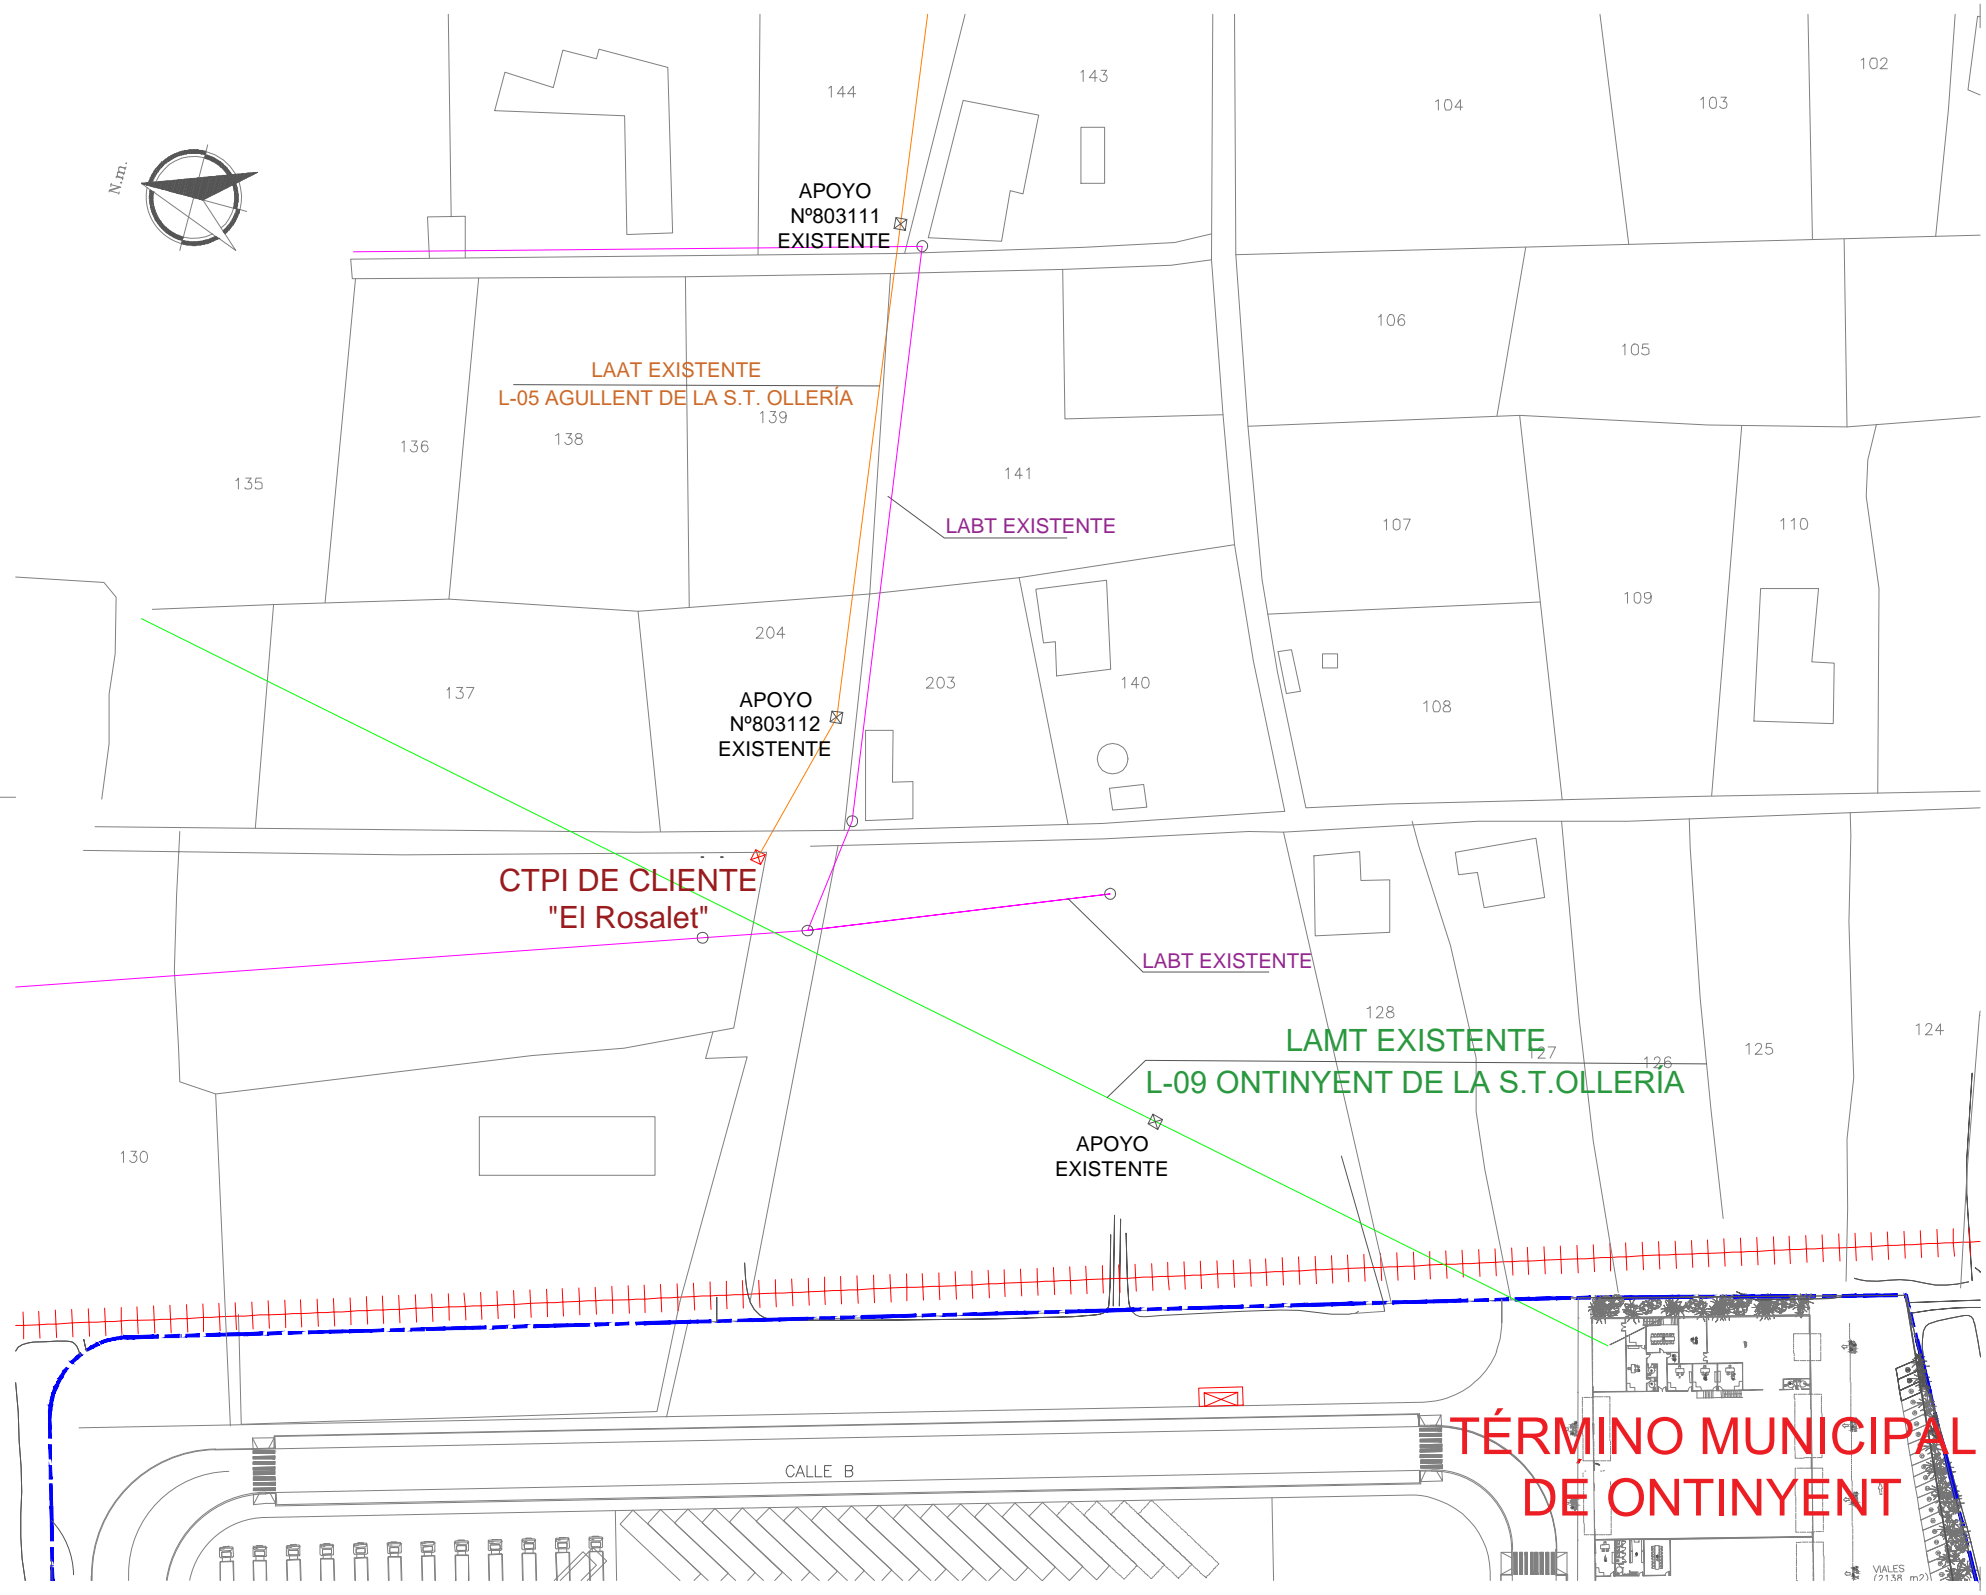 102
143
144
104
103
N.m.
APOYO
Nº803111
EXISTENTE
106
105
LAAT EXISTENTE
L-05 AGULLENT DE LA S.T. OLLERÍA
139
138
136
135
141
LABT EXISTENTE
107
110
109
204
203
140
137
108
APOYO
Nº803112
EXISTENTE
CTPI DE CLIENTE
"El Rosalet"
LABT EXISTENTE
128
LAMT EXISTENTE
127
126
125
124
L-09 ONTINYENT DE LA S.T.OLLERÍA
APOYO
EXISTENTE
130
TÉRMINO MUNICIPAL
DE ONTINYENT
CALLE B
VIALES
(2138 m2)